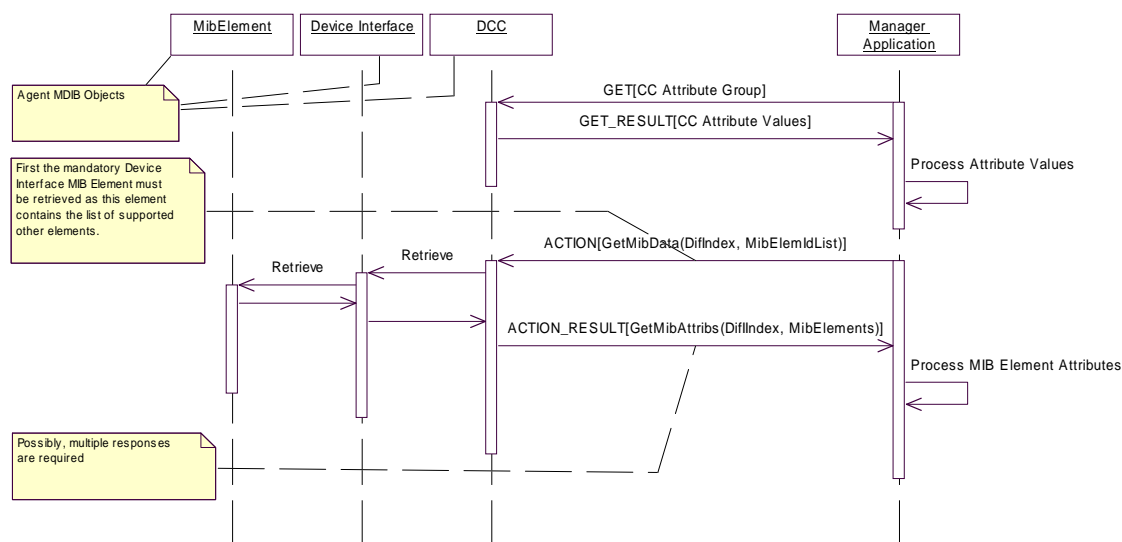 MibElement
Device Interface
DCC
Manager
Application
Agent MDIB Objects
GET[CC Attribute Group]
GET_RESULT[CC Attribute Values]
Process Attribute Values
First the mandatory Device
Interface MIB Element must
be retrieved as this element
contains the list of supported
other elements.
ACTION[GetMibData(DifIndex, MibElemIdList)]
Retrieve
Retrieve
ACTION_RESULT[GetMibAttribs(DifIIndex, MibElements)]
Process MIB Element Attributes
Possibly, multiple responses
are required